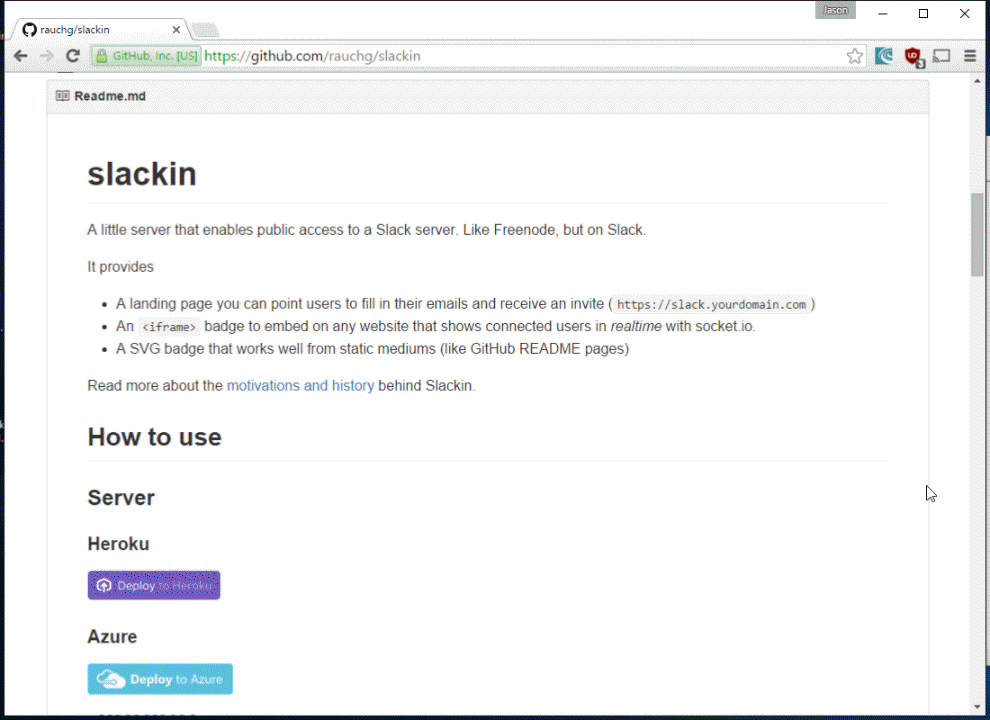 Jason
rauchg/slackin
GitHub, Inc. [US] https://github.com/rauchg/slackin
Readme.md
slackin
A little server that enables public access to a Slack server. Like Freenode, but on Slack.
It provides
A landing page you can point users to fill in their emails and receive an invite ( https://slack.yourdomain.com )
An <iframe> badge to embed on any website that shows connected users in realtime with socket.io.
A SVG badge that works well from static mediums (like GitHub README pages)
Read more about the motivations and history behind Slackin.
How to use
Server
Heroku
Deploy to Heroku
Azure
Deploy to Azure